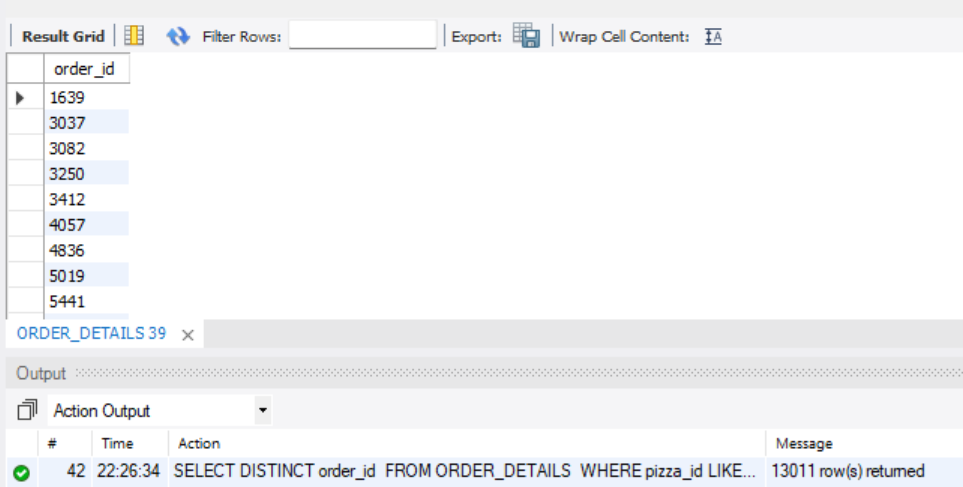 Result Grid Filter Rows: Export: Wrap Cell Content: IA
order_id
1639
3037
3082
3250
3412
4057
4836
5019
5441
ORDER_DETAILS 39
Output
Action Output
# Time Action Message
42 22:26:34 SELECT DISTINCT order_id FROM ORDER_DETAILS WHERE pizza_id LIKE... 13011 row(s) returned